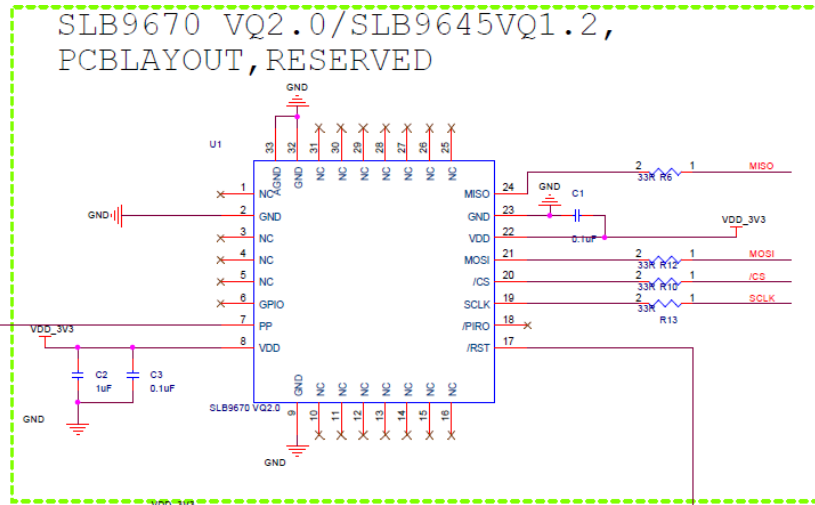 SLB9670 VQ2.0/SLB9645VQ1.2,
PCBLAYOUT,RESERVED
GND
U1
33
32
31
30
29
28
27
26
25
AGND
GND
NC
NC
NC
NC
NC
NC
NC
1
NC
GND
2
GND
3
NC
4
NC
5
NC
6
GPIO
7
PP
8
VDD
MISO
24
GND
23
VDD
22
MOSI
21
/CS
20
SCLK
19
/PIRO
18
/RST
17
2
33R R6
1
MISO
GND
C1
0.1uF
VDD_3V3
2
33R R12
1
MOSI
2
33R R10
1
/CS
2
33R
1
SCLK
R13
VDD_3V3
C2
1uF
C3
0.1uF
GND
GND
NC
NC
NC
NC
NC
NC
NC
SLB9670 VQ2.0
9
10
11
12
13
14
15
16
GND
VDD_3V3